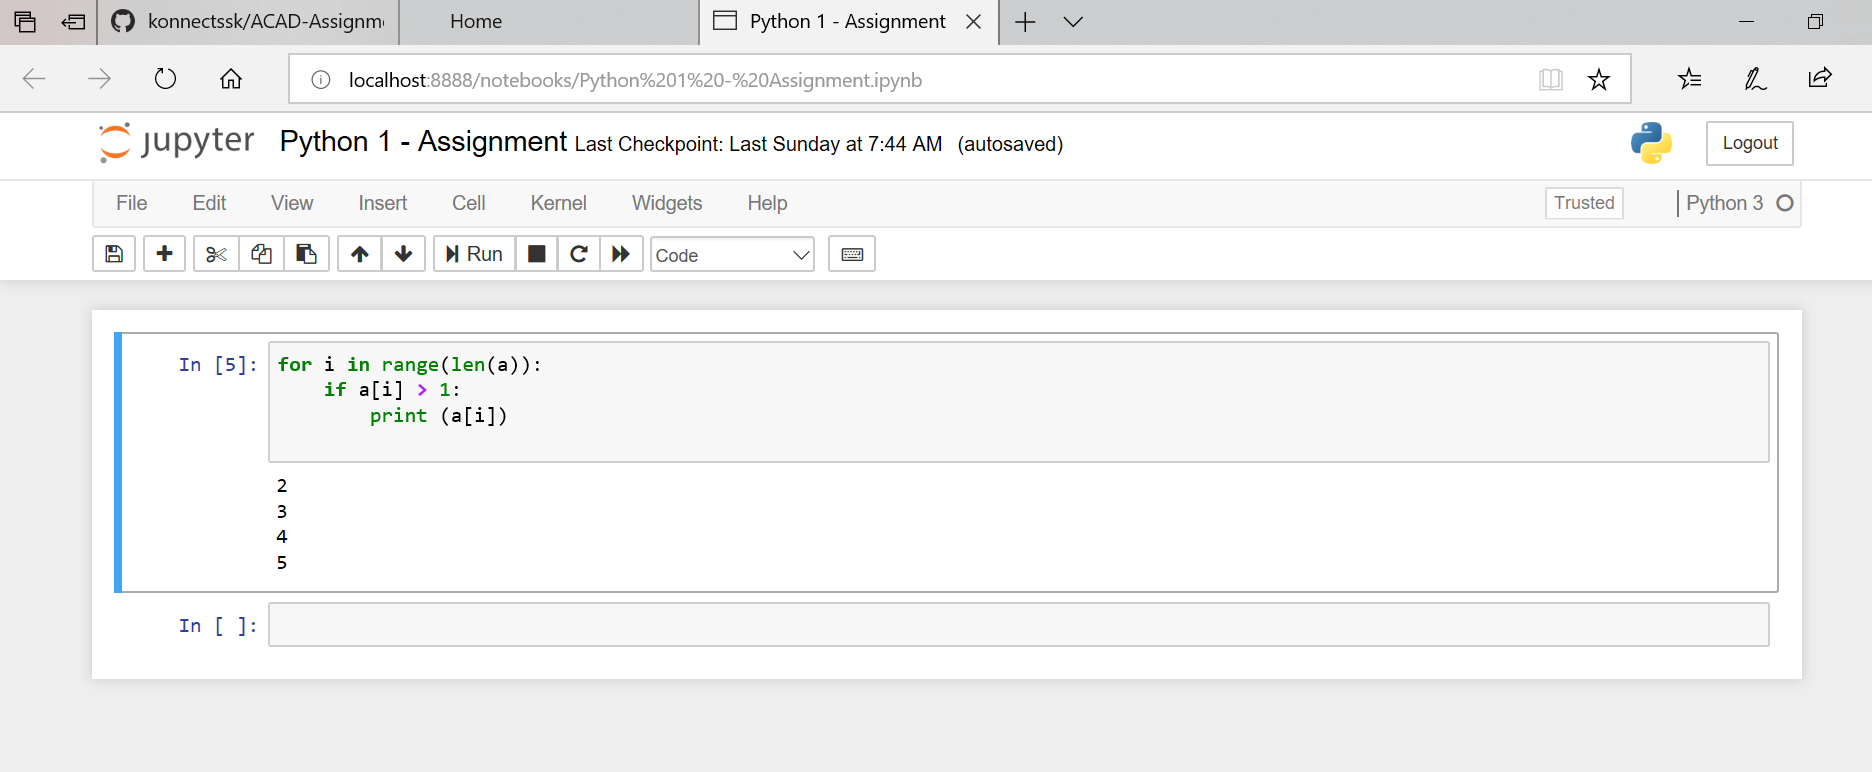 konnectssk/ACAD-Assignm
Home
Python 1 - Assignment
localhost:8888/notebooks/Python%201%20-%20Assignment.ipynb
jupyter Python 1 - Assignment Last Checkpoint: Last Sunday at 7:44 AM (autosaved)
Logout
File Edit View Insert Cell Kernel Widgets Help
Trusted
Python 3
Run
Code
In [5]: for i in range(len(a)):
    if a[i] > 1:
        print (a[i])
2
3
4
5
In [ ]: